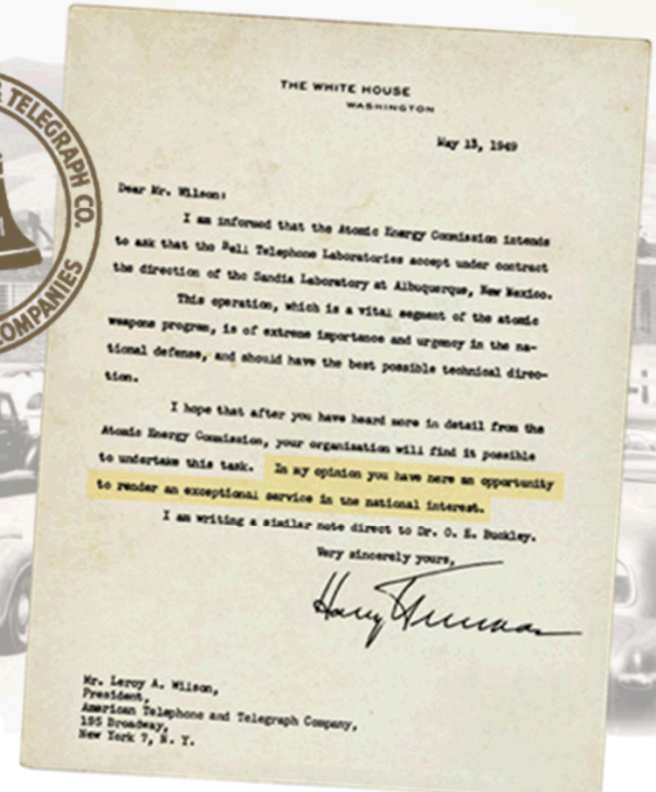 & TELEGRAPH CO.
COMPANIES
THE WHITE HOUSE
WASHINGTON
May 13, 1949
Dear Mr. Wilson:
I am informed that the Atomic Energy Commission intends
to ask that the Bell Telephone Laboratories accept under contract
the direction of the Sandia Laboratory at Albuquerque, New Mexico.
This operation, which is a vital segment of the atomic
weapons program, is of extreme importance and urgency in the na-
tional defense, and should have the best possible technical direc-
tion.
I hope that after you have heard more in detail from the
Atomic Energy Commission, your organization will find it possible
to undertake this task. In my opinion you have here an opportunity
to render an exceptional service in the national interest.
I am writing a similar note direct to Dr. O. E. Buckley.
Very sincerely yours,
Harry Truman
Mr. Leroy A. Wilson,
President,
American Telephone and Telegraph Company,
195 Broadway,
New York 7, N. Y.